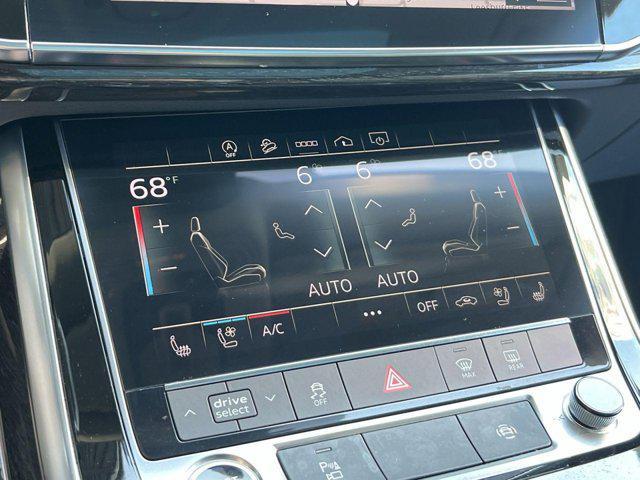 A
OFF
68°F 6 6 68°F
AUTO AUTO
A/C ... OFF
drive
select
OFF
MAX
REAR
P